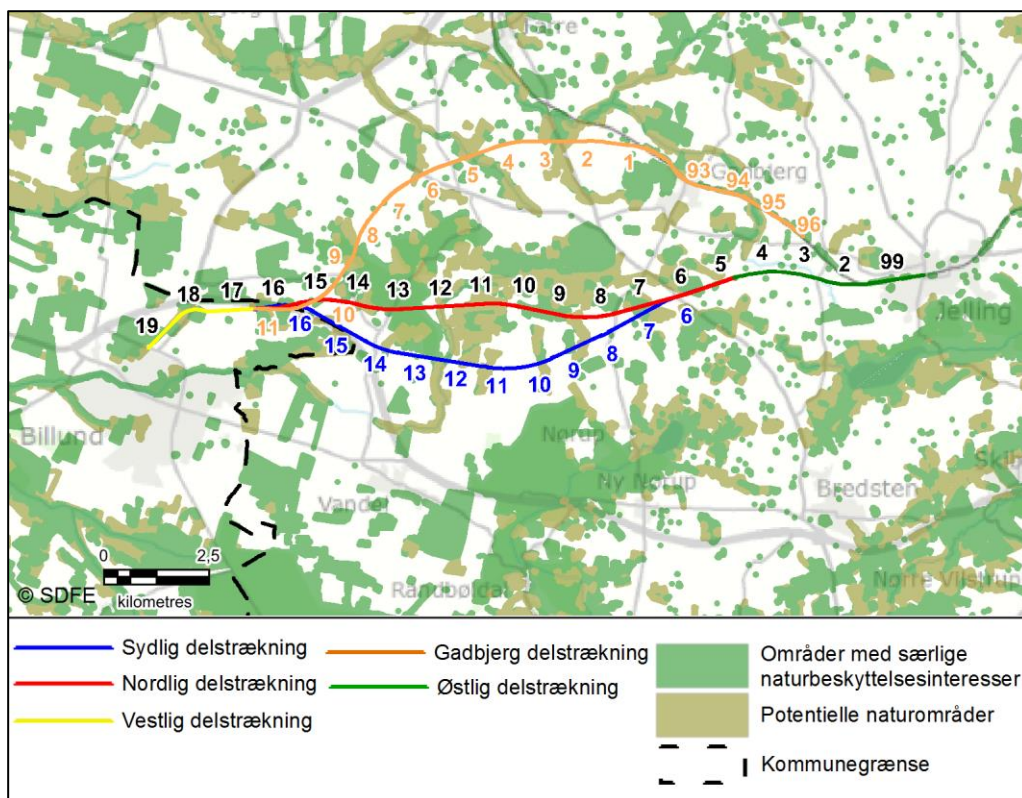 Tørre
Gadbjerg
4
3
2
1
5
6
93
94
7
95
8
96
9
5
4
3
2
99
15
14
13
12
11
10
9
8
7
6
19
18
17
16
11
16
10
15
14
13
12
11
10
9
8
7
6
Jelling
Billund
Nørup
Ny Nørup
Bredsten
Vandel
Skib
0
2,5
© SDFE
kilometres
Randbøldal
Nørre Vilstrup
Sydlig delstrækning
Gadbjerg delstrækning
Områder med særlige
naturbeskyttelsesinteresser
Nordlig delstrækning
Østlig delstrækning
Potentielle naturområder
Vestlig delstrækning
Kommunegrænse